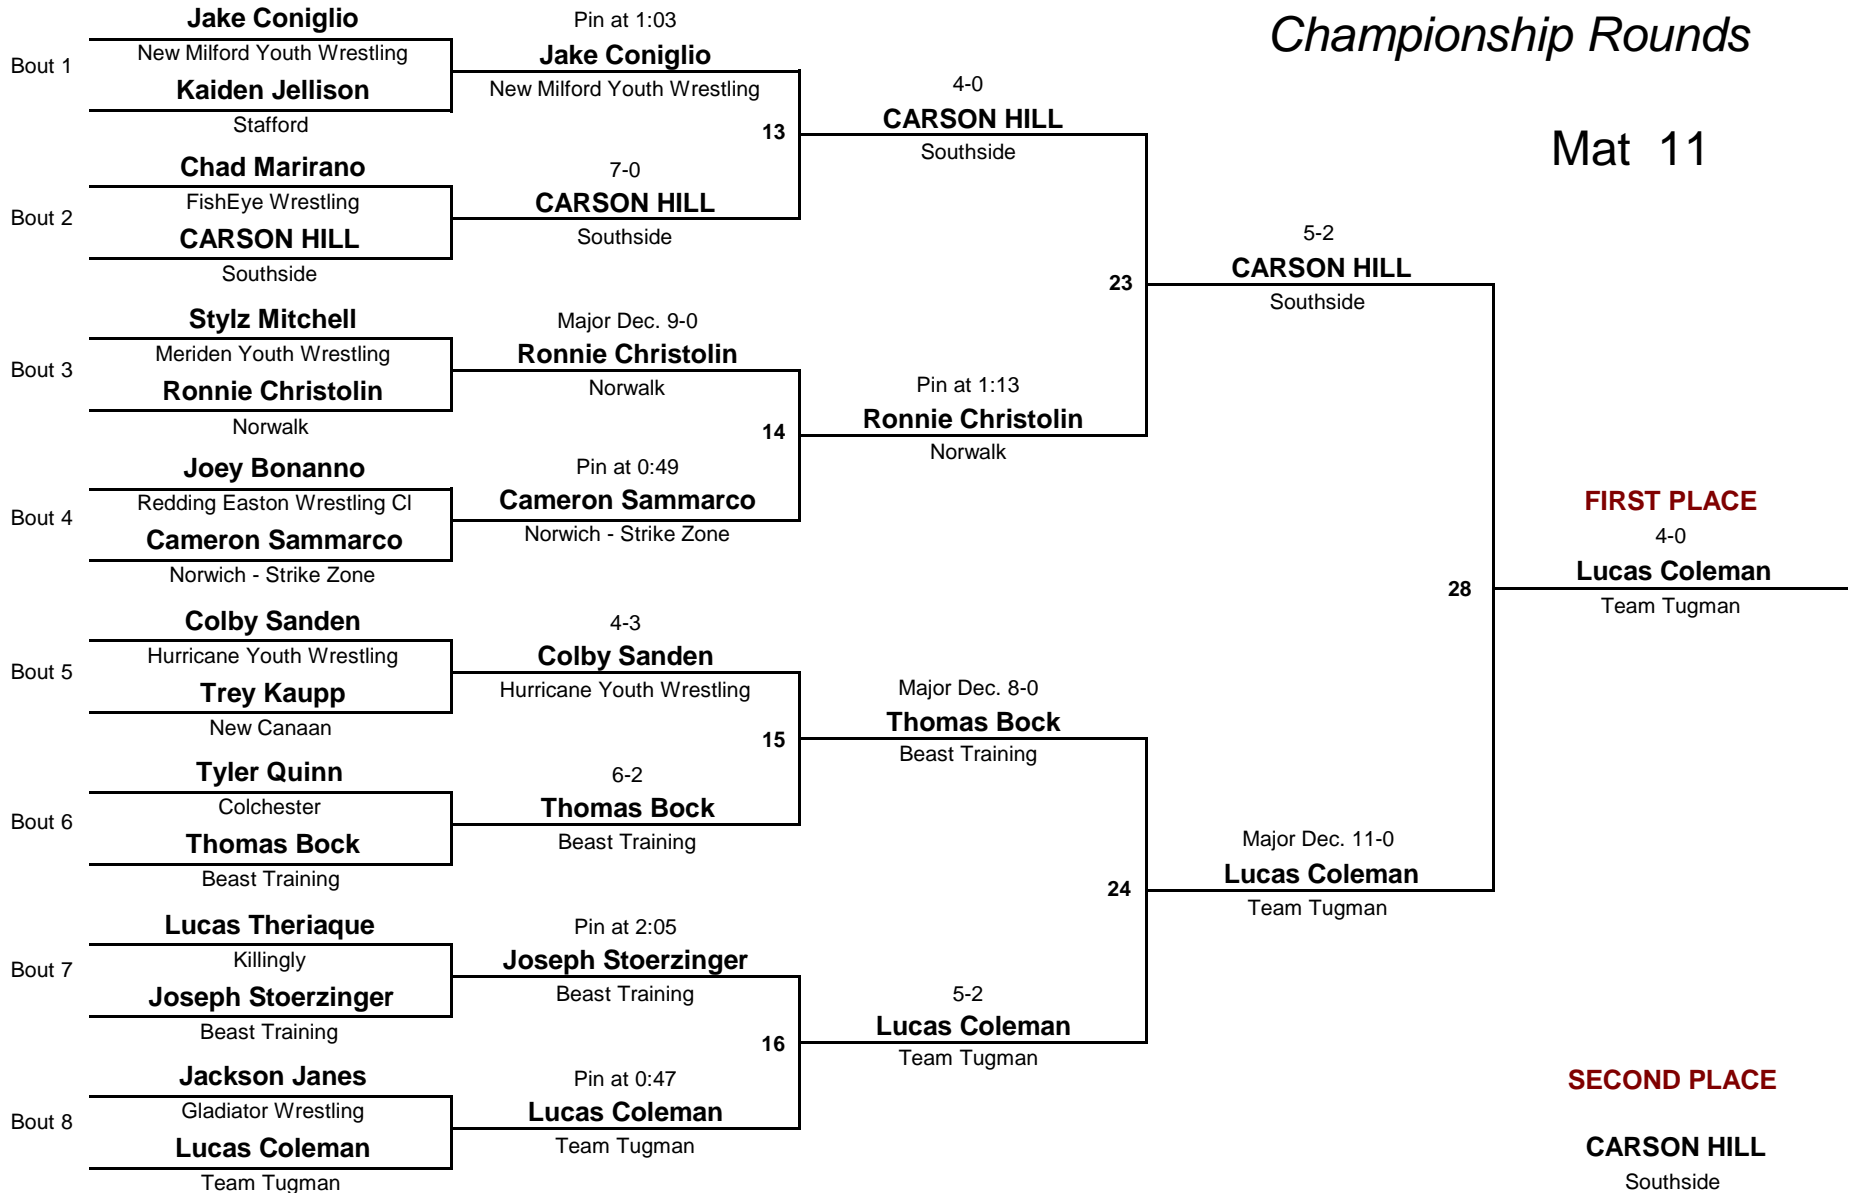 Championship Rounds
Mat 11
Bout 1
Jake Coniglio
New Milford Youth Wrestling
Kaiden Jellison
Stafford
Bout 2
Chad Marirano
FishEye Wrestling
CARSON HILL
Southside
Bout 3
Stylz Mitchell
Meriden Youth Wrestling
Ronnie Christolin
Norwalk
Bout 4
Joey Bonanno
Redding Easton Wrestling Cl
Cameron Sammarco
Norwich - Strike Zone
Bout 5
Colby Sanden
Hurricane Youth Wrestling
Trey Kaupp
New Canaan
Bout 6
Tyler Quinn
Colchester
Thomas Bock
Beast Training
Bout 7
Lucas Theriaque
Killingly
Joseph Stoerzinger
Beast Training
Bout 8
Jackson Janes
Gladiator Wrestling
Lucas Coleman
Team Tugman
Pin at 1:03
Jake Coniglio
New Milford Youth Wrestling
13
7-0
CARSON HILL
Southside
Major Dec. 9-0
Ronnie Christolin
Norwalk
14
Pin at 0:49
Cameron Sammarco
Norwich - Strike Zone
4-3
Colby Sanden
Hurricane Youth Wrestling
15
6-2
Thomas Bock
Beast Training
Pin at 2:05
Joseph Stoerzinger
Beast Training
16
Pin at 0:47
Lucas Coleman
Team Tugman
4-0
CARSON HILL
Southside
23
Pin at 1:13
Ronnie Christolin
Norwalk
Major Dec. 8-0
Thomas Bock
Beast Training
24
5-2
Lucas Coleman
Team Tugman
5-2
CARSON HILL
Southside
28
Major Dec. 11-0
Lucas Coleman
Team Tugman
FIRST PLACE
4-0
Lucas Coleman
Team Tugman
SECOND PLACE
CARSON HILL
Southside